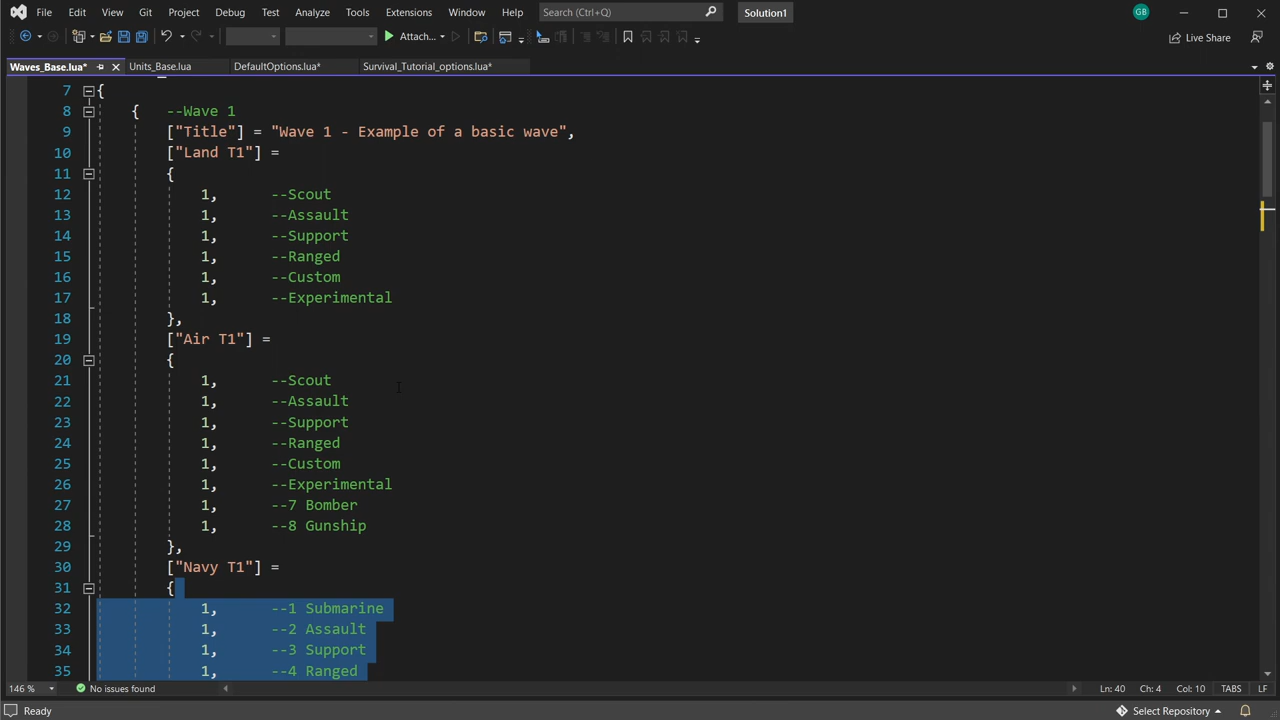 File Edit View Git Project Debug Test Analyze Tools Extensions Window Help Search (Ctrl+Q) Solution1 GB
Attach... Live Share
Waves_Base.lua* Units_Base.lua DefaultOptions.lua* Survival_Tutorial_options.lua*
7 {
8 { --Wave 1
9 ["Title"] = "Wave 1 - Example of a basic wave",
10 ["Land T1"] =
11 {
12 1, --Scout
13 1, --Assault
14 1, --Support
15 1, --Ranged
16 1, --Custom
17 1, --Experimental
18 },
19 ["Air T1"] =
20 {
21 1, --Scout
22 1, --Assault
23 1, --Support
24 1, --Ranged
25 1, --Custom
26 1, --Experimental
27 1, --7 Bomber
28 1, --8 Gunship
29 },
30 ["Navy T1"] =
31 {
32 1, --1 Submarine
33 1, --2 Assault
34 1, --3 Support
35 1, --4 Ranged
146 % No issues found Ln: 40 Ch: 4 Col: 10 TABS LF
Ready Select Repository